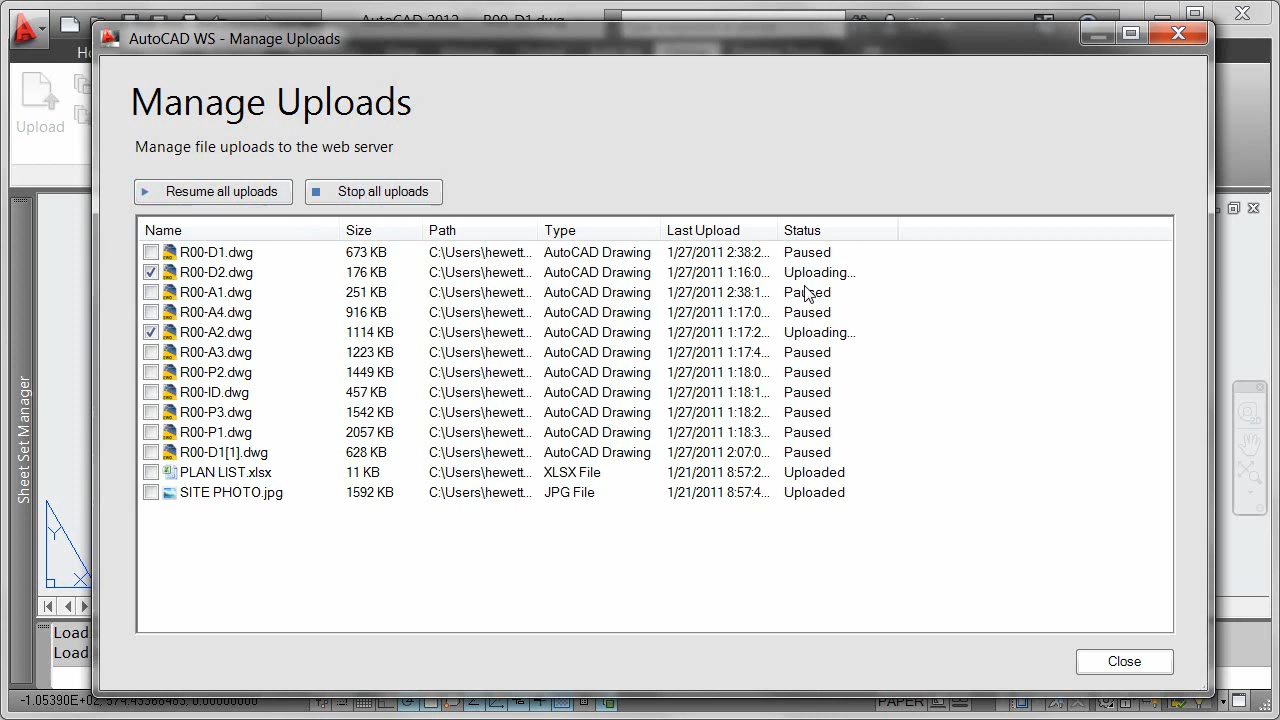 AutoCAD 2012 R00-D1.dwg
AutoCAD WS - Manage Uploads
Ho
Upload
Manage Uploads
Manage file uploads to the web server
Resume all uploads Stop all uploads
Name Size Path Type Last Upload Status
R00-D1.dwg 673 KB C:\Users\hewett... AutoCAD Drawing 1/27/2011 2:38:2... Paused
R00-D2.dwg 176 KB C:\Users\hewett... AutoCAD Drawing 1/27/2011 1:16:0... Uploading...
R00-A1.dwg 251 KB C:\Users\hewett... AutoCAD Drawing 1/27/2011 2:38:1... Paused
R00-A4.dwg 916 KB C:\Users\hewett... AutoCAD Drawing 1/27/2011 1:17:0... Paused
R00-A2.dwg 1114 KB C:\Users\hewett... AutoCAD Drawing 1/27/2011 1:17:2... Uploading...
R00-A3.dwg 1223 KB C:\Users\hewett... AutoCAD Drawing 1/27/2011 1:17:4... Paused
R00-P2.dwg 1449 KB C:\Users\hewett... AutoCAD Drawing 1/27/2011 1:18:0... Paused
R00-ID.dwg 457 KB C:\Users\hewett... AutoCAD Drawing 1/27/2011 1:18:1... Paused
R00-P3.dwg 1542 KB C:\Users\hewett... AutoCAD Drawing 1/27/2011 1:18:2... Paused
R00-P1.dwg 2057 KB C:\Users\hewett... AutoCAD Drawing 1/27/2011 1:18:3... Paused
R00-D1[1].dwg 628 KB C:\Users\hewett... AutoCAD Drawing 1/27/2011 2:07:0... Paused
PLAN LIST.xlsx 11 KB C:\Users\hewett... XLSX File 1/21/2011 8:57:2... Uploaded
SITE PHOTO.jpg 1592 KB C:\Users\hewett... JPG File 1/21/2011 8:57:4... Uploaded
Sheet Set Manager
Y
X
Load
Load
Close
PAPER